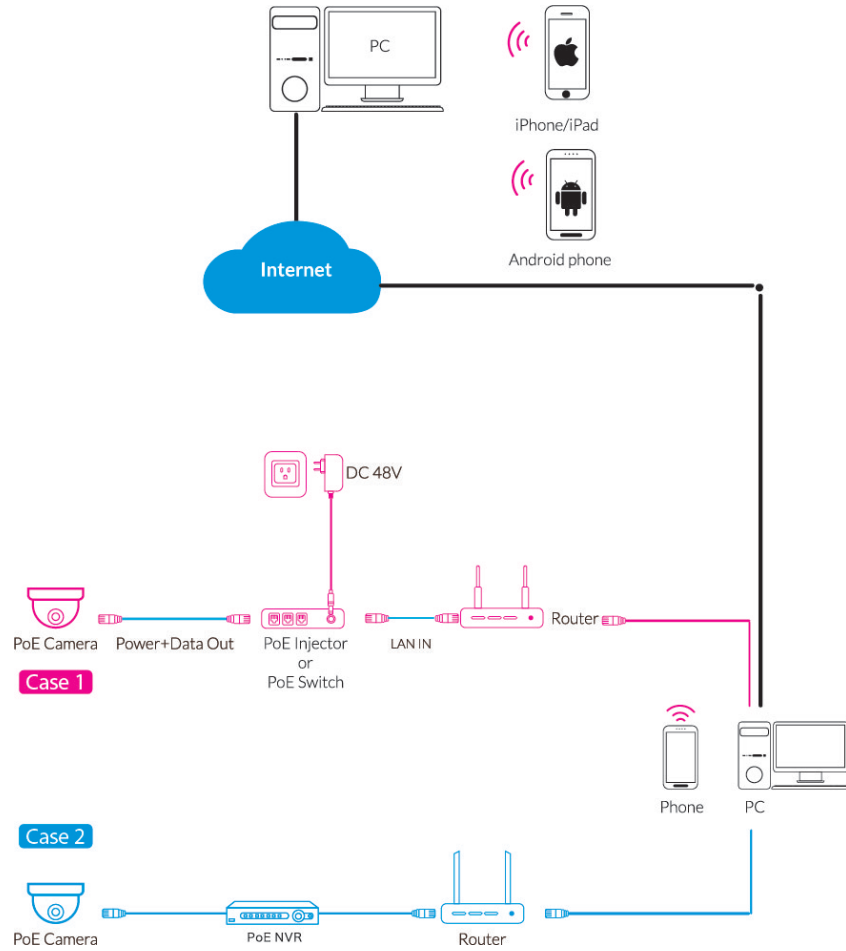 PC
iPhone/iPad
Android phone
Internet
DC 48V
PoE Camera
Power+Data Out
PoE Injector
or
PoE Switch
LAN IN
Router
Case 1
Phone
PC
Case 2
PoE Camera
PoE NVR
Router